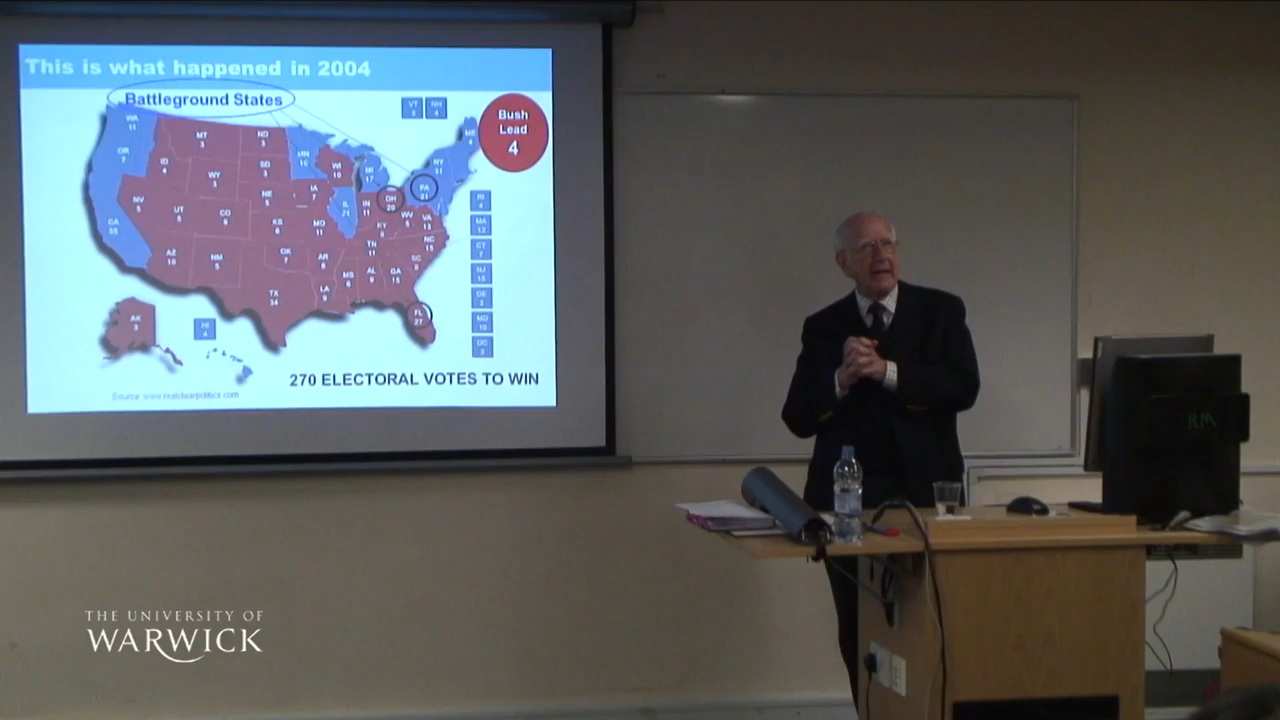 This is what happened in 2004
Battleground States
Bush
Lead
4
VT
3
NH
4
WA
11
OR
7
CA
55
MT
3
ID
4
NV
5
WY
3
UT
5
CO
9
AZ
10
NM
5
ND
3
SD
3
NE
5
KS
6
OK
7
TX
34
MN
10
IA
7
MO
11
AR
6
LA
9
WI
10
IL
21
MI
17
IN
11
OH
20
KY
8
TN
11
MS
6
AL
9
GA
15
FL
27
SC
8
NC
15
VA
13
WV
5
PA
21
NY
31
ME
4
RI
4
MA
12
CT
7
NJ
15
DE
3
MD
10
DC
3
AK
3
HI
4
270 ELECTORAL VOTES TO WIN
Source www.realclearpolitics.com
RM
THE UNIVERSITY OF
WARWICK